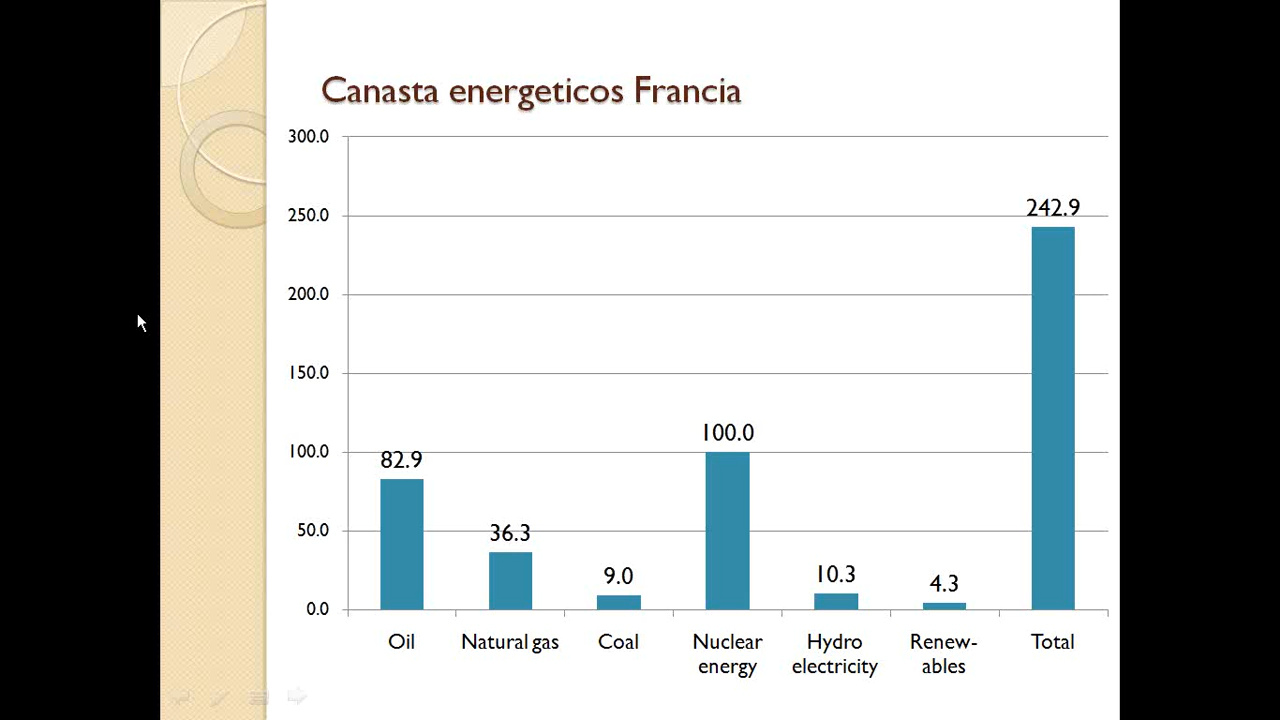 Canasta energeticos Francia
300.0
250.0
200.0
150.0
100.0
50.0
0.0
82.9
36.3
9.0
100.0
10.3
4.3
242.9
Oil
Natural gas
Coal
Nuclear
energy
Hydro
electricity
Renew-
ables
Total